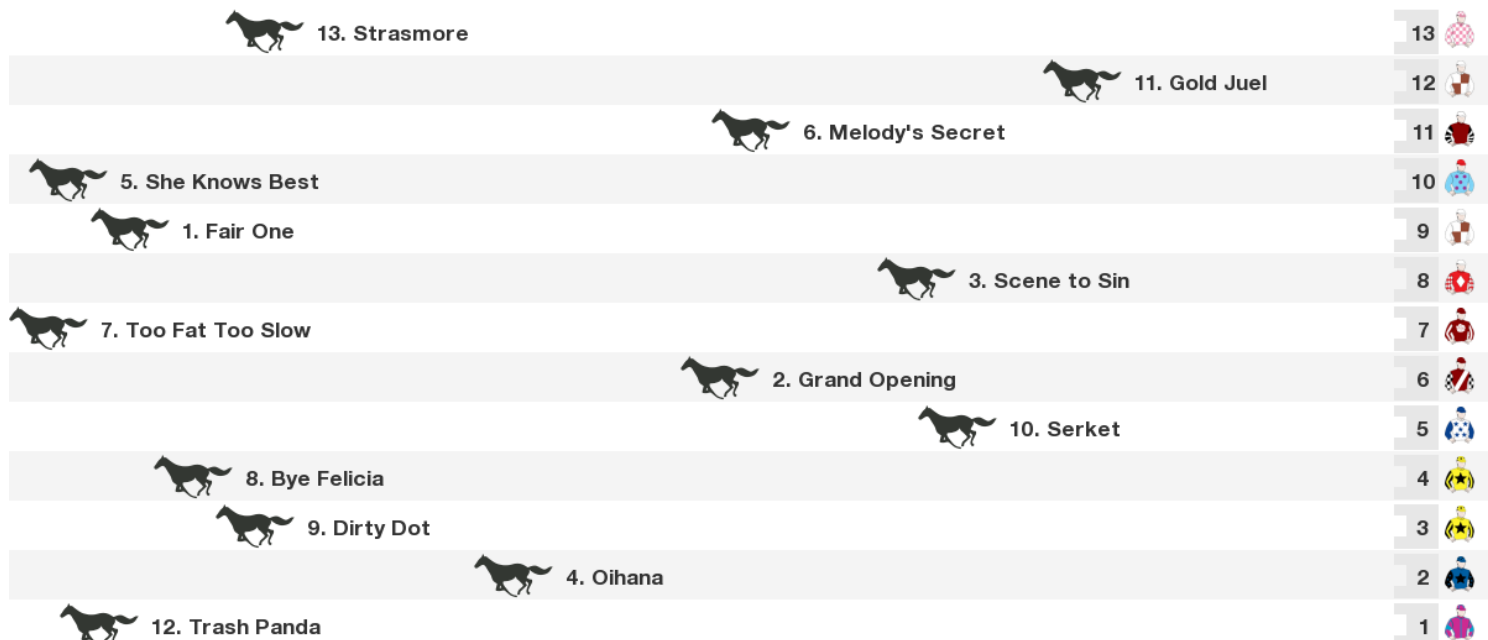 13. Strasmore 13
11. Gold Juel 12
6. Melody's Secret 11
5. She Knows Best 10
1. Fair One 9
3. Scene to Sin 8
7. Too Fat Too Slow 7
2. Grand Opening 6
10. Serket 5
8. Bye Felicia 4
9. Dirty Dot 3
4. Oihana 2
12. Trash Panda 1